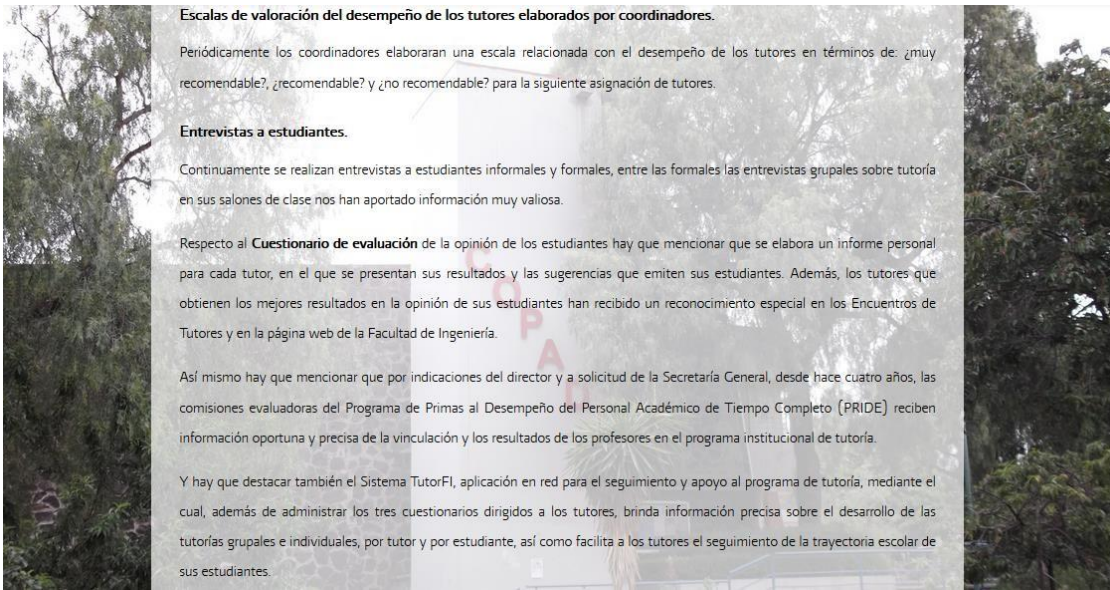 Escalas de valoración del desempeño de los tutores elaborados por coordinadores.
Periódicamente los coordinadores elaboraran una escala relacionada con el desempeño de los tutores en términos de: ¿muy
recomendable?, ¿recomendable? y ¿no recomendable? para la siguiente asignación de tutores.
Entrevistas a estudiantes.
Continuamente se realizan entrevistas a estudiantes informales y formales, entre las formales las entrevistas grupales sobre tutoría
en sus salones de clase nos han aportado información muy valiosa.
Respecto al Cuestionario de evaluación de la opinión de los estudiantes hay que mencionar que se elabora un informe personal
para cada tutor, en el que se presentan sus resultados y las sugerencias que emiten sus estudiantes. Además, los tutores que
obtienen los mejores resultados en la opinión de sus estudiantes han recibido un reconocimiento especial en los Encuentros de
Tutores y en la página web de la Facultad de Ingeniería.
Así mismo hay que mencionar que por indicaciones del director y a solicitud de la Secretaría General, desde hace cuatro años, las
comisiones evaluadoras del Programa de Primas al Desempeño del Personal Académico de Tiempo Completo (PRIDE) reciben
información oportuna y precisa de la vinculación y los resultados de los profesores en el programa institucional de tutoría.
Y hay que destacar también el Sistema TutorFI, aplicación en red para el seguimiento y apoyo al programa de tutoría, mediante el
cual, además de administrar los tres cuestionarios dirigidos a los tutores, brinda información precisa sobre el desarrollo de las
tutorías grupales e individuales, por tutor y por estudiante, así como facilita a los tutores el seguimiento de la trayectoria escolar de
sus estudiantes.
COPADI